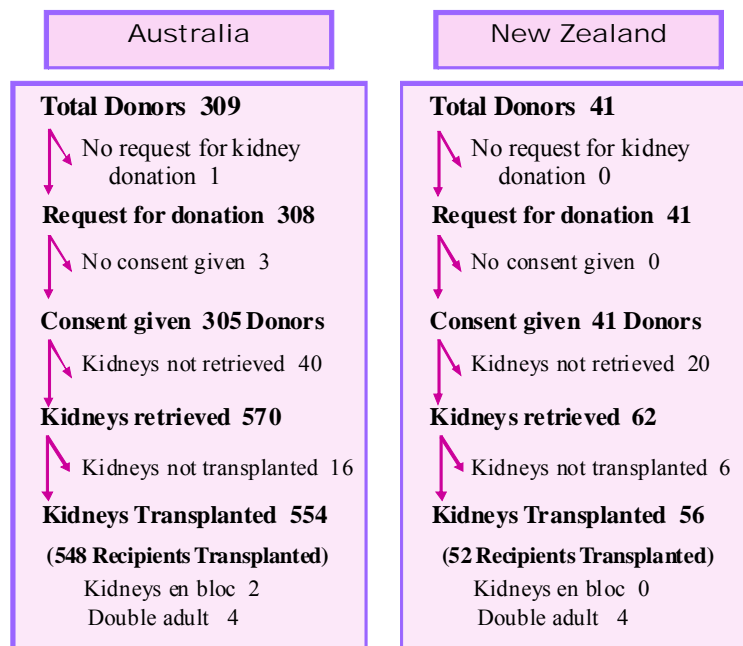 Australia
Total Donors 309
No request for kidney
donation 1
Request for donation 308
No consent given 3
Consent given 305 Donors
Kidneys not retrieved 40
Kidneys retrieved 570
Kidneys not transplanted 16
Kidneys Transplanted 554
(548 Recipients Transplanted)
Kidneys en bloc 2
Double adult 4
New Zealand
Total Donors 41
No request for kidney
donation 0
Request for donation 41
No consent given 0
Consent given 41 Donors
Kidneys not retrieved 20
Kidneys retrieved 62
Kidneys not transplanted 6
Kidneys Transplanted 56
(52 Recipients Transplanted)
Kidneys en bloc 0
Double adult 4